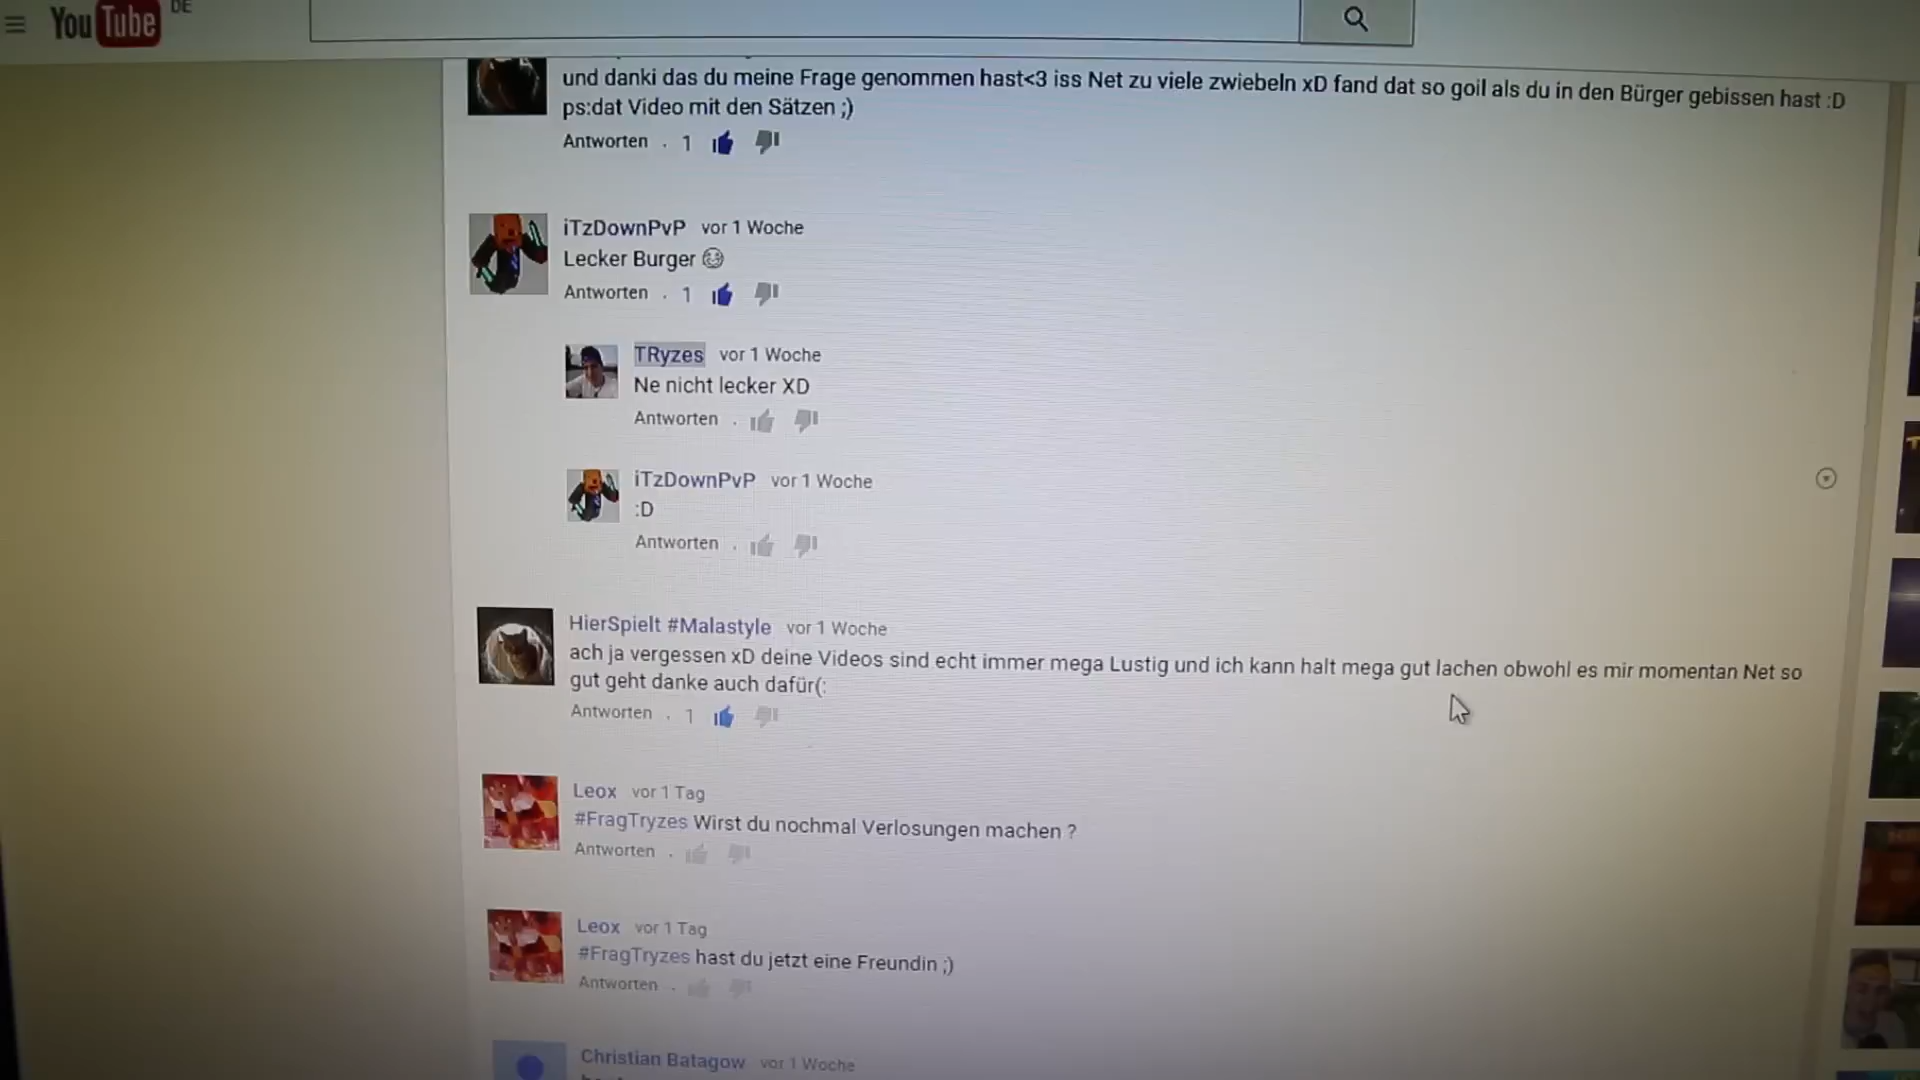 YouTube DE
und danki das du meine Frage genommen hast<3 iss Net zu viele zwiebeln xD fand dat so goil als du in den Bürger gebissen hast :D
ps:dat Video mit den Sätzen ;)
Antworten . 1
iTzDownPvP vor 1 Woche
Lecker Burger
Antworten . 1
TRyzes vor 1 Woche
Ne nicht lecker XD
Antworten .
iTzDownPvP vor 1 Woche
:D
Antworten .
HierSpielt #Malastyle vor 1 Woche
ach ja vergessen xD deine Videos sind echt immer mega Lustig und ich kann halt mega gut lachen obwohl es mir momentan Net so
gut geht danke auch dafür(:
Antworten . 1
Leox vor 1 Tag
#FragTryzes Wirst du nochmal Verlosungen machen ?
Antworten .
Leox vor 1 Tag
#FragTryzes hast du jetzt eine Freundin ;)
Antworten .
Christian Batagow vor 1 Woche